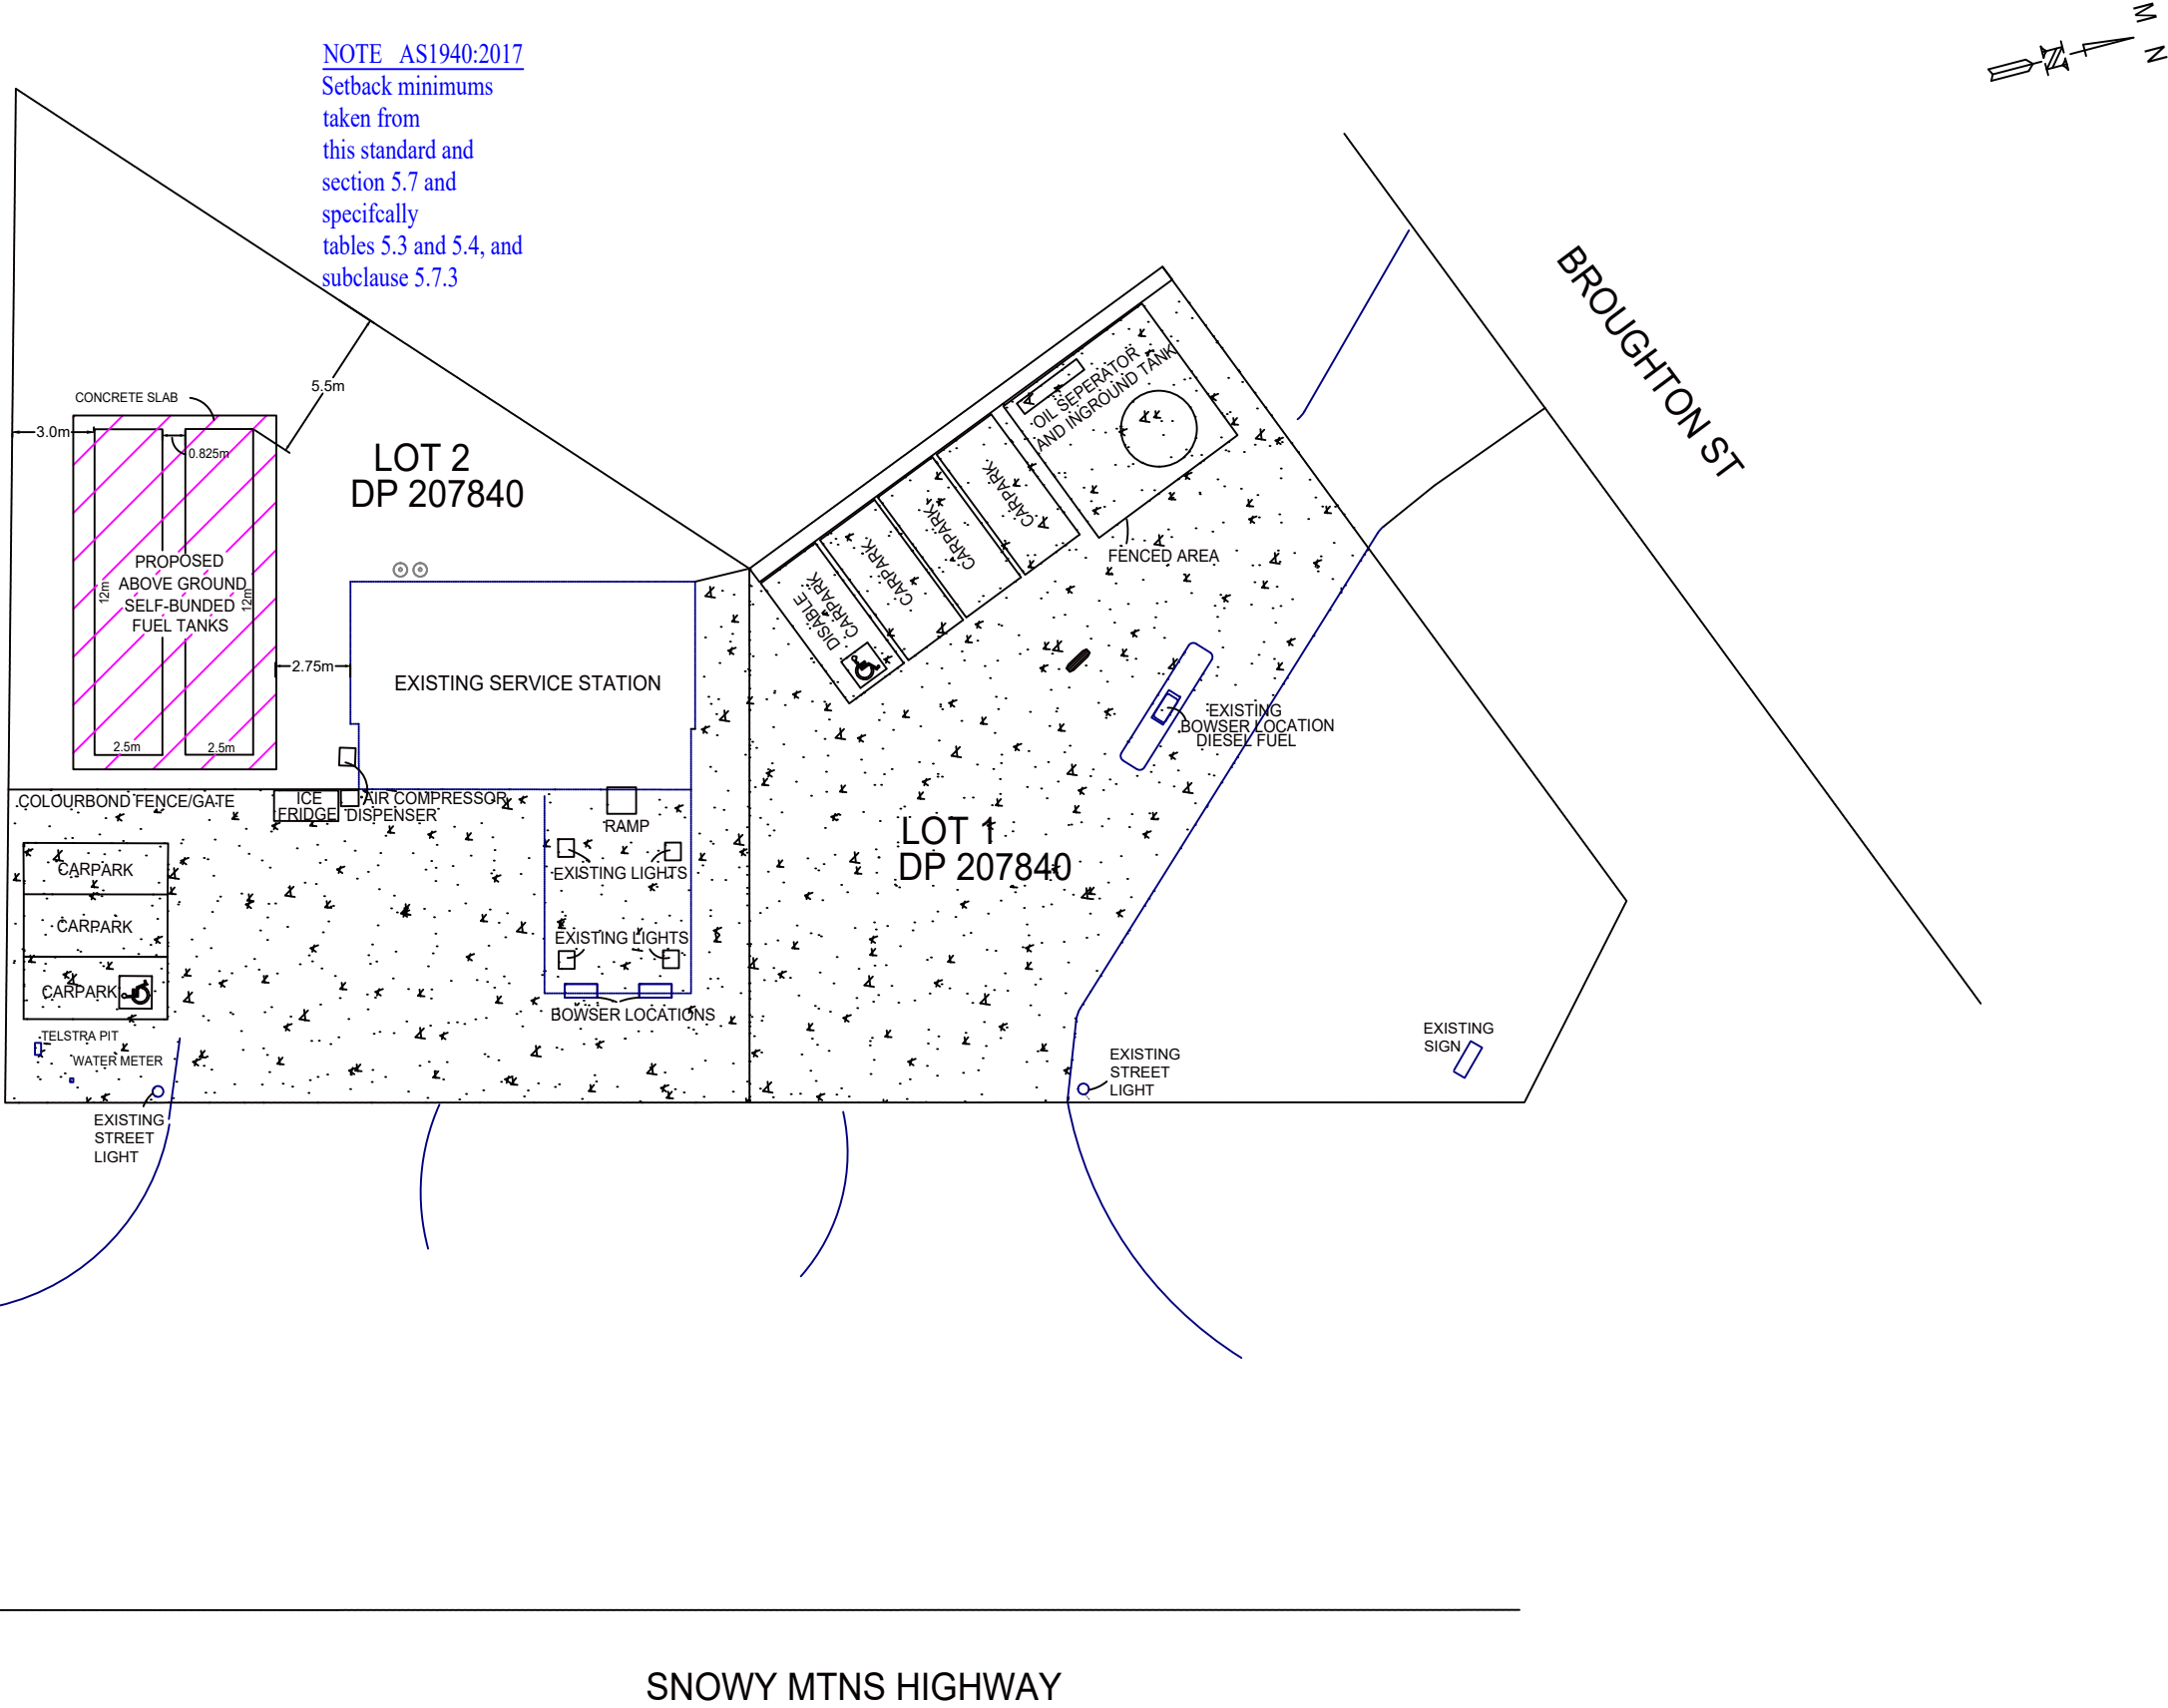 NOTE AS1940:2017
Setback minimums
taken from
this standard and
section 5.7 and
specifcally
tables 5.3 and 5.4, and
subclause 5.7.3
M
N
BROUGHTON ST
5.5m
CONCRETE SLAB
3.0m
0.825m
LOT 2
DP 207840
PROPOSED
ABOVE GROUND
SELF-BUNDED
FUEL TANKS
12m
12m
2.5m
2.5m
2.75m
EXISTING SERVICE STATION
OIL SEPERATOR
AND INGROUND TANK
FENCED AREA
CARPARK
CARPARK
CARPARK
DISABLE
CARPARK
EXISTING
BOWSER LOCATION
DIESEL FUEL
COLOURBOND FENCE/GATE
ICE
FRIDGE
AIR COMPRESSOR
DISPENSER
RAMP
EXISTING LIGHTS
EXISTING LIGHTS
BOWSER LOCATIONS
LOT 1
DP 207840
CARPARK
CARPARK
CARPARK
TELSTRA PIT
WATER METER
EXISTING
STREET
LIGHT
EXISTING
STREET
LIGHT
EXISTING
SIGN
SNOWY MTNS HIGHWAY